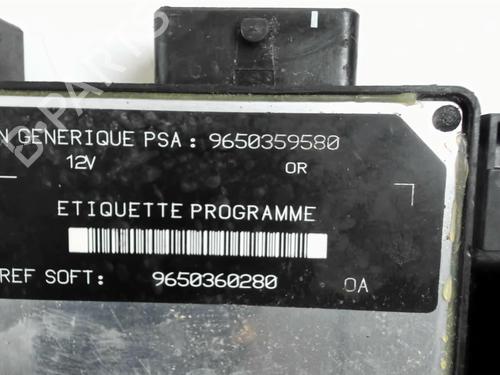 N GENERIQUE PSA : 9650359580
12V OR
ETIQUETTE PROGRAMME
REF SOFT: 9650360280 0A